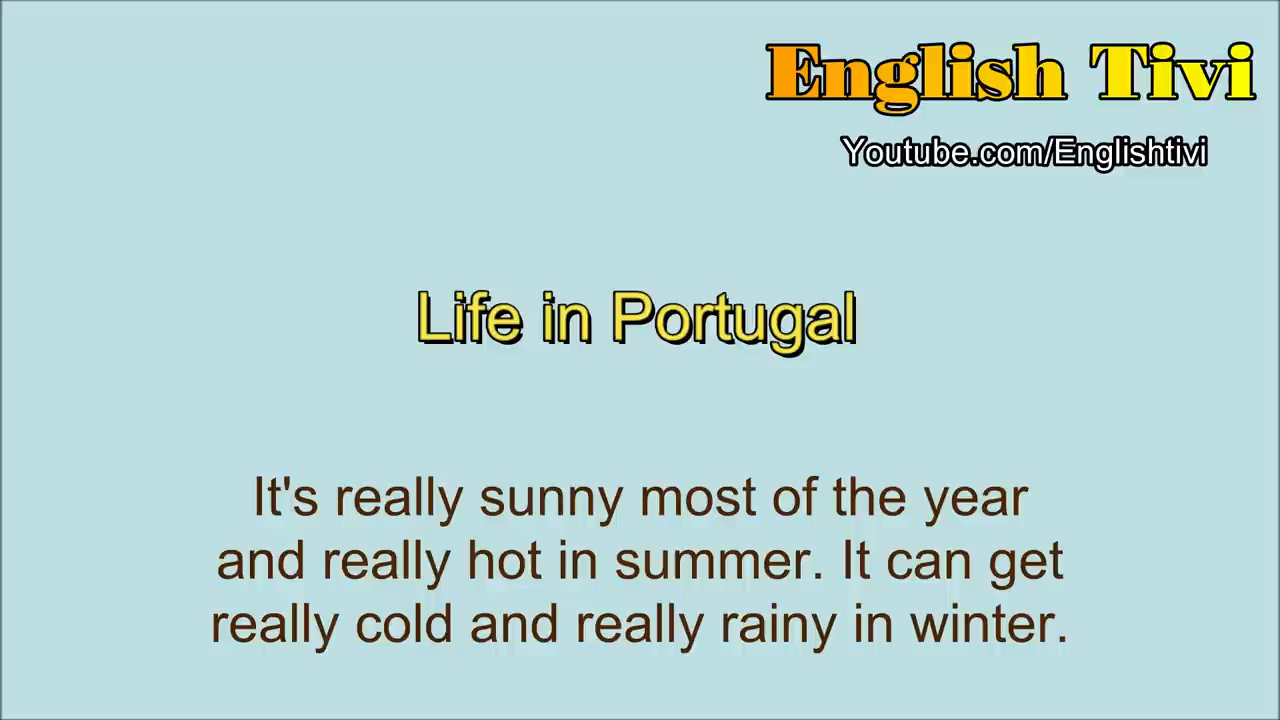 English Tivi
Youtube.com/Englishtivi
Life in Portugal
It's really sunny most of the year
and really hot in summer. It can get
really cold and really rainy in winter.